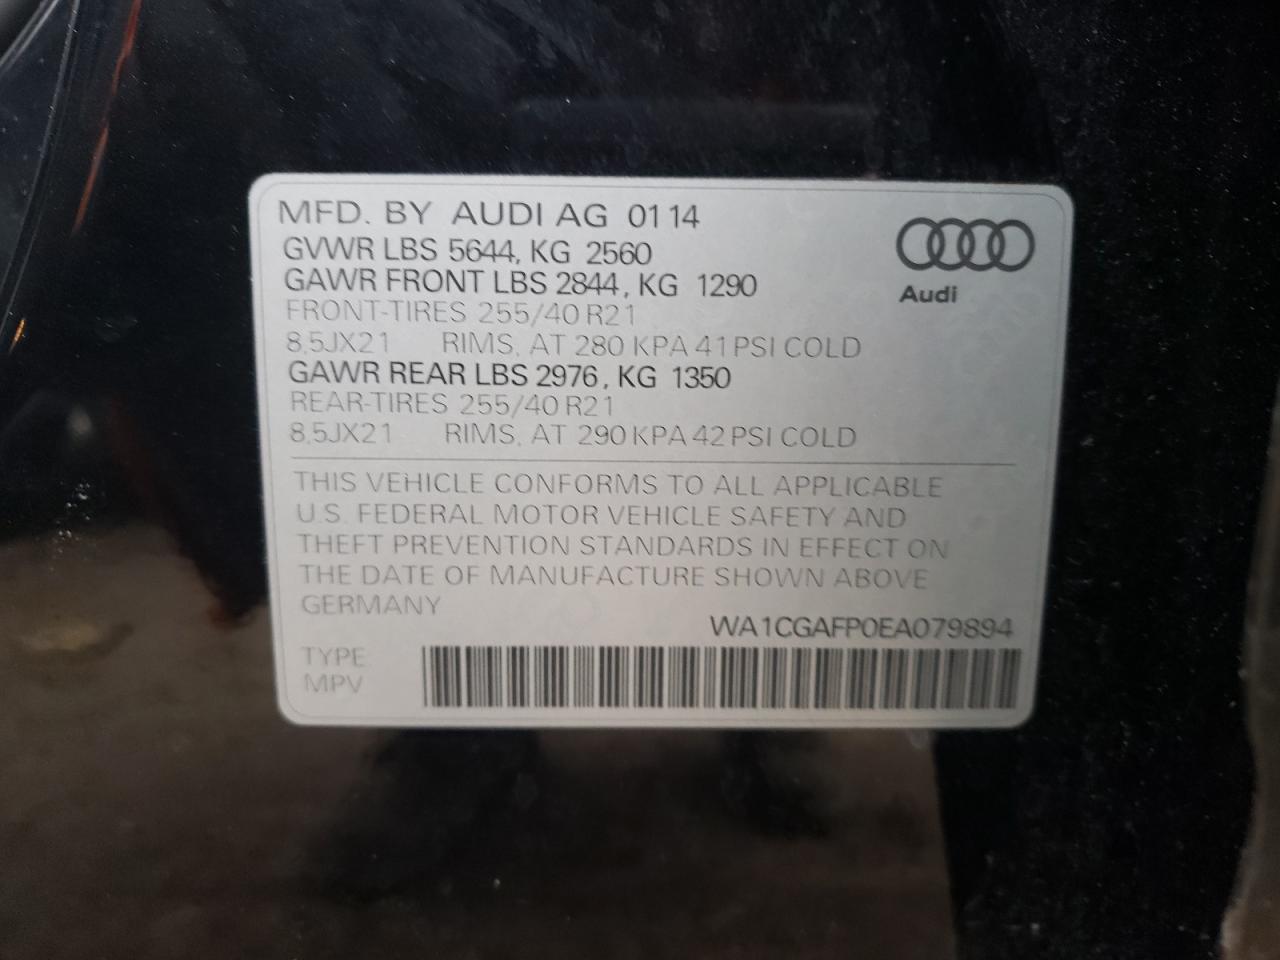 MFD. BY AUDI AG 01 14
GVWR LBS 5644, KG 2560
GAWR FRONT LBS 2844, KG 1290
FRONT-TIRES 255/40 R21
8,5JX21 RIMS, AT 280 KPA 41 PSI COLD
GAWR REAR LBS 2976, KG 1350
REAR-TIRES 255/40 R21
8,5JX21 RIMS, AT 290 KPA 42 PSI COLD
Audi
THIS VEHICLE CONFORMS TO ALL APPLICABLE
U.S. FEDERAL MOTOR VEHICLE SAFETY AND
THEFT PREVENTION STANDARDS IN EFFECT ON
THE DATE OF MANUFACTURE SHOWN ABOVE
GERMANY
WA1CGAFP0EA079894
TYPE
MPV